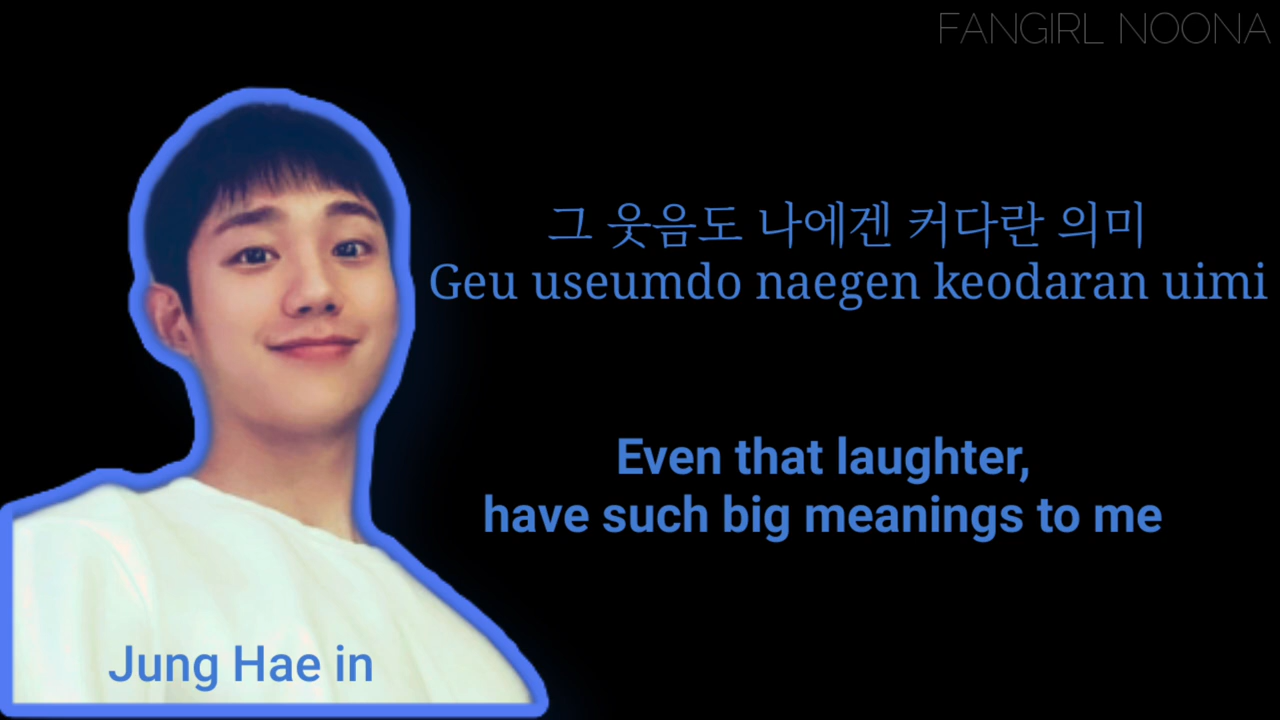 FANGIRL NOONA
그 웃음도 나에겐 커다란 의미
Geu useumdo naegen keodaran uimi
Even that laughter,
have such big meanings to me
Jung Hae in